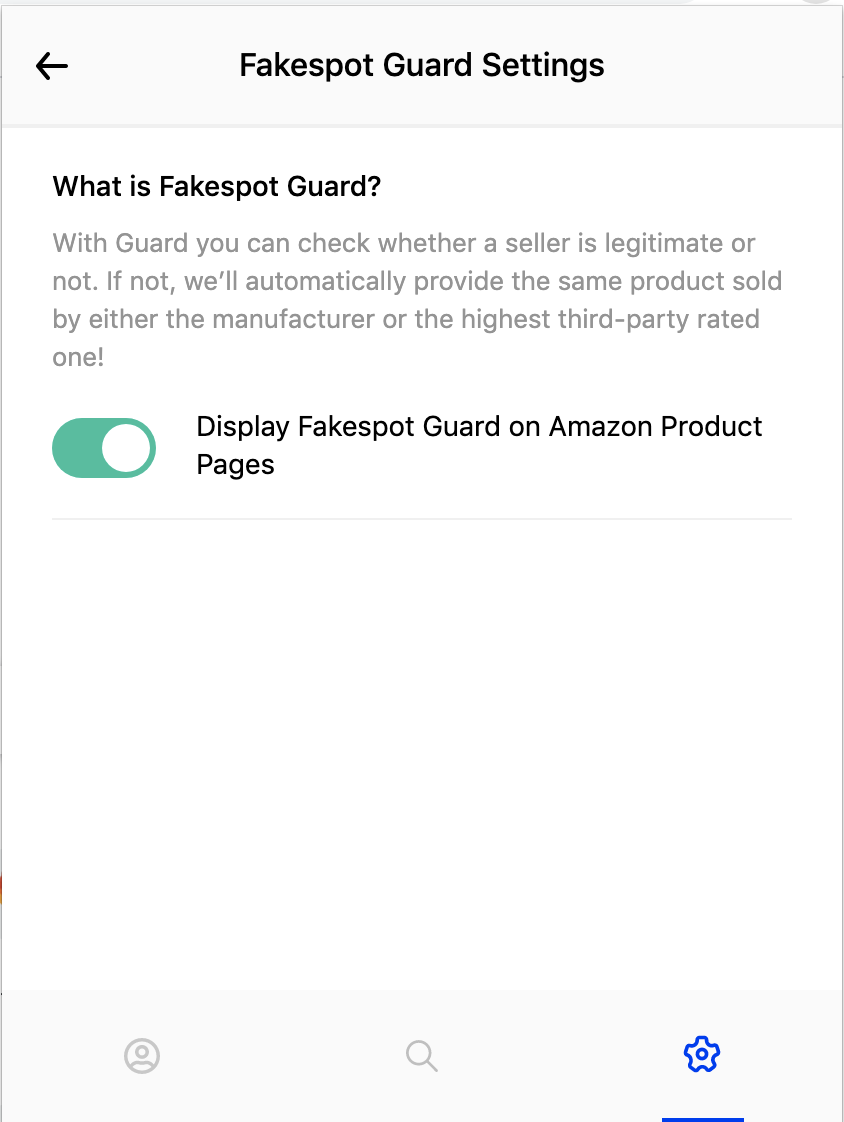 Fakespot Guard Settings
What is Fakespot Guard?
With Guard you can check whether a seller is legitimate or
not. If not, we’ll automatically provide the same product sold
by either the manufacturer or the highest third-party rated
one!
Display Fakespot Guard on Amazon Product
Pages